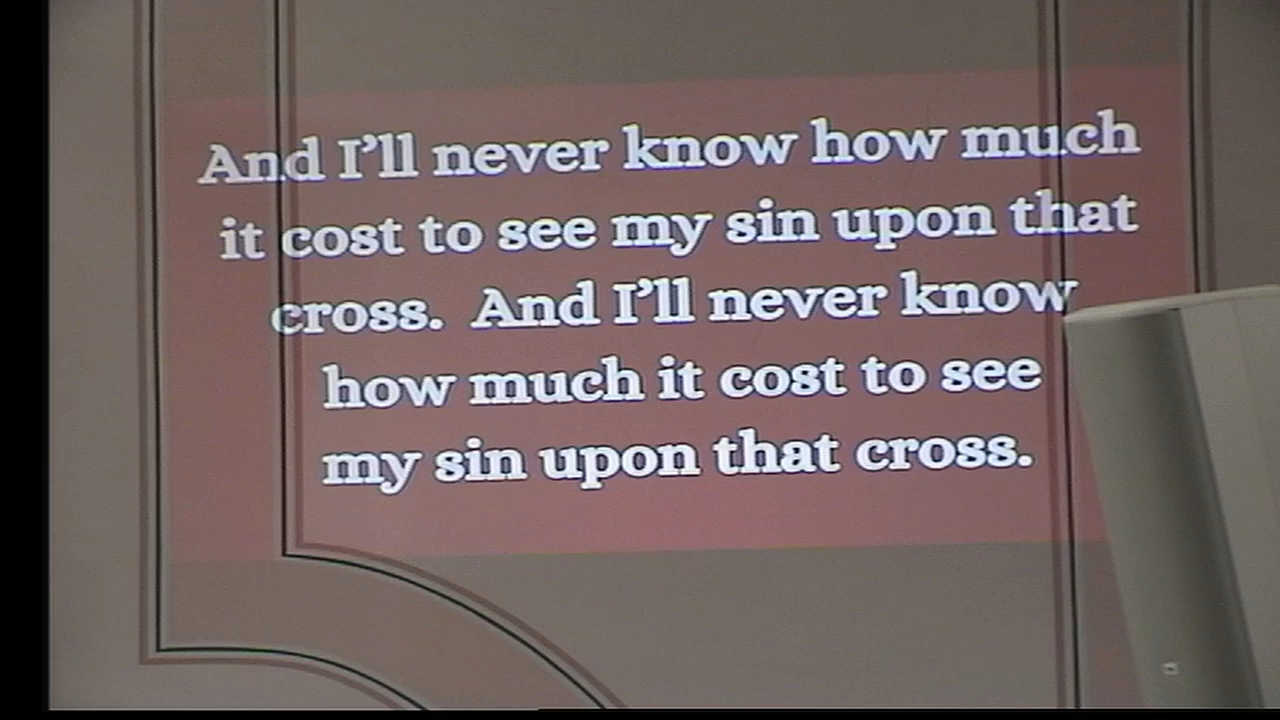 And I'll never know how much
it cost to see my sin upon that
cross. And I'll never know
how much it cost to see
my sin upon that cross.